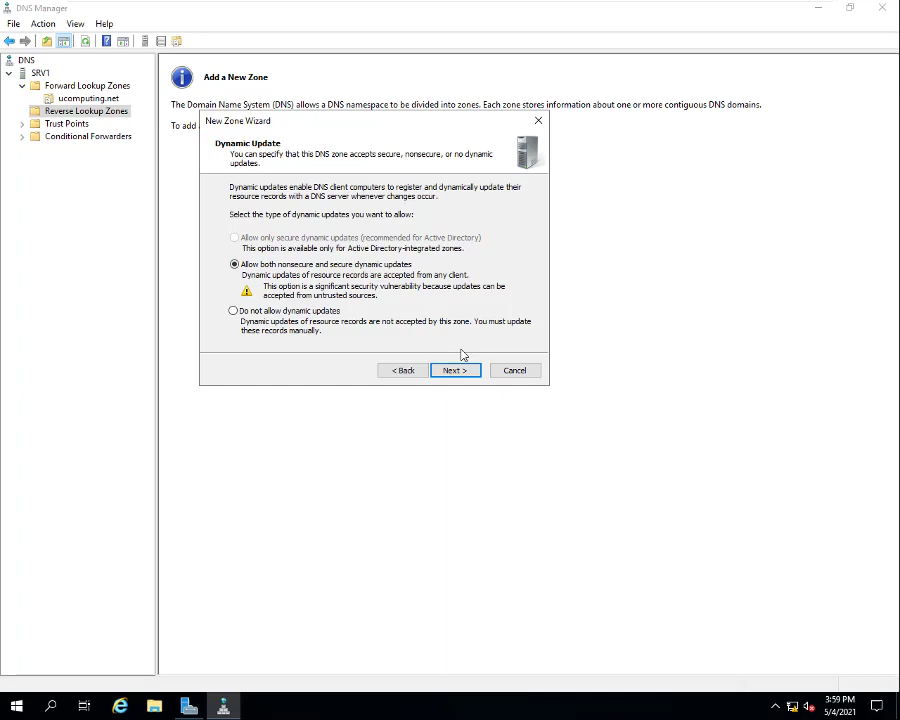 DNS Manager
File Action View Help
DNS
SRV1
Forward Lookup Zones
ucomputing.net
Reverse Lookup Zones
Trust Points
Conditional Forwarders
Add a New Zone
The Domain Name System (DNS) allows a DNS namespace to be divided into zones. Each zone stores information about one or more contiguous DNS domains.
To add
New Zone Wizard
Dynamic Update
You can specify that this DNS zone accepts secure, nonsecure, or no dynamic
updates.
Dynamic updates enable DNS client computers to register and dynamically update their
resource records with a DNS server whenever changes occur.
Select the type of dynamic updates you want to allow:
Allow only secure dynamic updates (recommended for Active Directory)
This option is available only for Active Directory-integrated zones.
Allow both nonsecure and secure dynamic updates
Dynamic updates of resource records are accepted from any client.
This option is a significant security vulnerability because updates can be
accepted from untrusted sources.
Do not allow dynamic updates
Dynamic updates of resource records are not accepted by this zone. You must update
these records manually.
< Back Next > Cancel
3:59 PM
5/4/2021